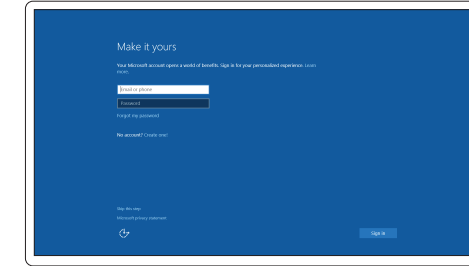 Make it yours
Your Microsoft account opens a world of benefits. Sign in for your personalized experience. Learn
more.
Email or phone
Password
Forgot my password
No account? Create one!
Skip this step
Microsoft privacy statement
Sign in